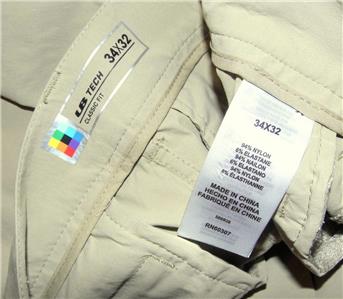 LB TECH
CLASSIC FIT
34X32
34X32
94% NYLON
6% ELASTANE
94% NAILON
6% ELASTANO
94% NYLON
6% ELASTHANNE
MADE IN CHINA
HECHO EN CHINA
FABRIQUÉ EN CHINE
RN60307